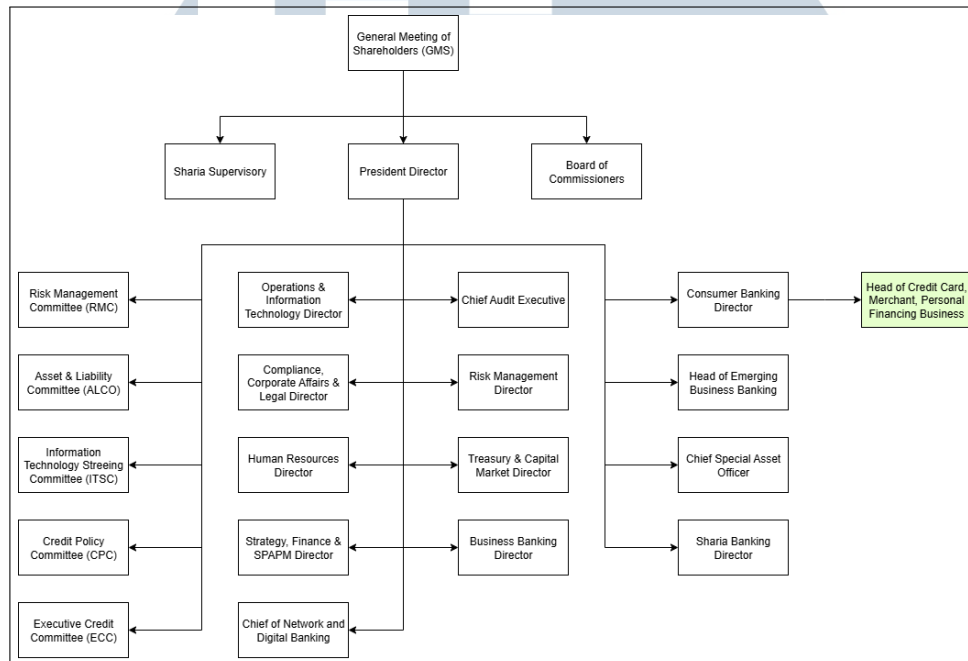 General Meeting of
Shareholders (GMS)
Sharia Supervisory
President Director
Board of
Commissioners
Risk Management
Committee (RMC)
Operations &
Information
Technology Director
Chief Audit Executive
Consumer Banking
Director
Head of Credit Card,
Merchant, Personal
Financing Business
Asset & Liability
Committee (ALCO)
Compliance,
Corporate Affairs &
Legal Director
Risk Management
Director
Head of Emerging
Business Banking
Information
Technology Streeing
Committee (ITSC)
Human Resources
Director
Treasury & Capital
Market Director
Chief Special Asset
Officer
Credit Policy
Committee (CPC)
Strategy, Finance &
SPAPM Director
Business Banking
Director
Sharia Banking
Director
Executive Credit
Committee (ECC)
Chief of Network and
Digital Banking